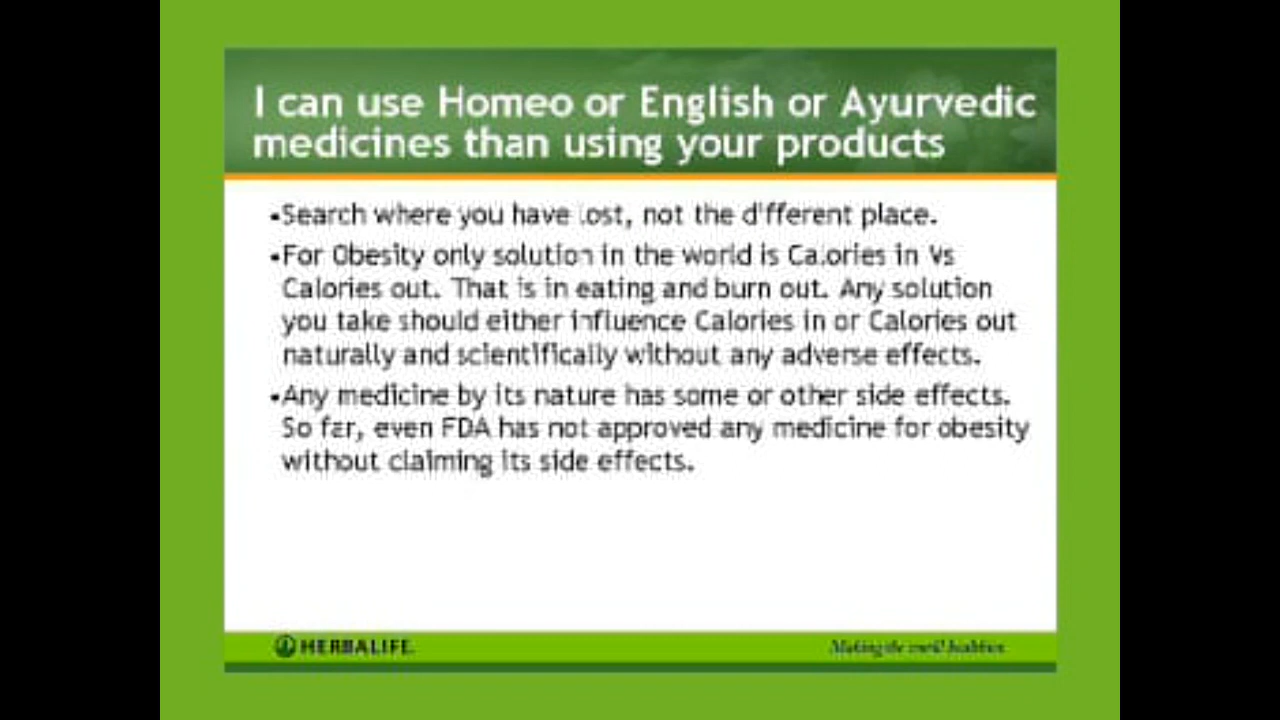 I can use Homeo or English or Ayurvedic
medicines than using your products
•Search where you have lost, not the different place.
•For Obesity only solution in the world is Calories in Vs
Calories out. That is in eating and burn out. Any solution
you take should either influence Calories in or Calories out
naturally and scientifically without any adverse effects.
•Any medicine by its nature has some or other side effects.
So far, even FDA has not approved any medicine for obesity
without claiming its side effects.
HERBALIFE.
Making the world healthier.